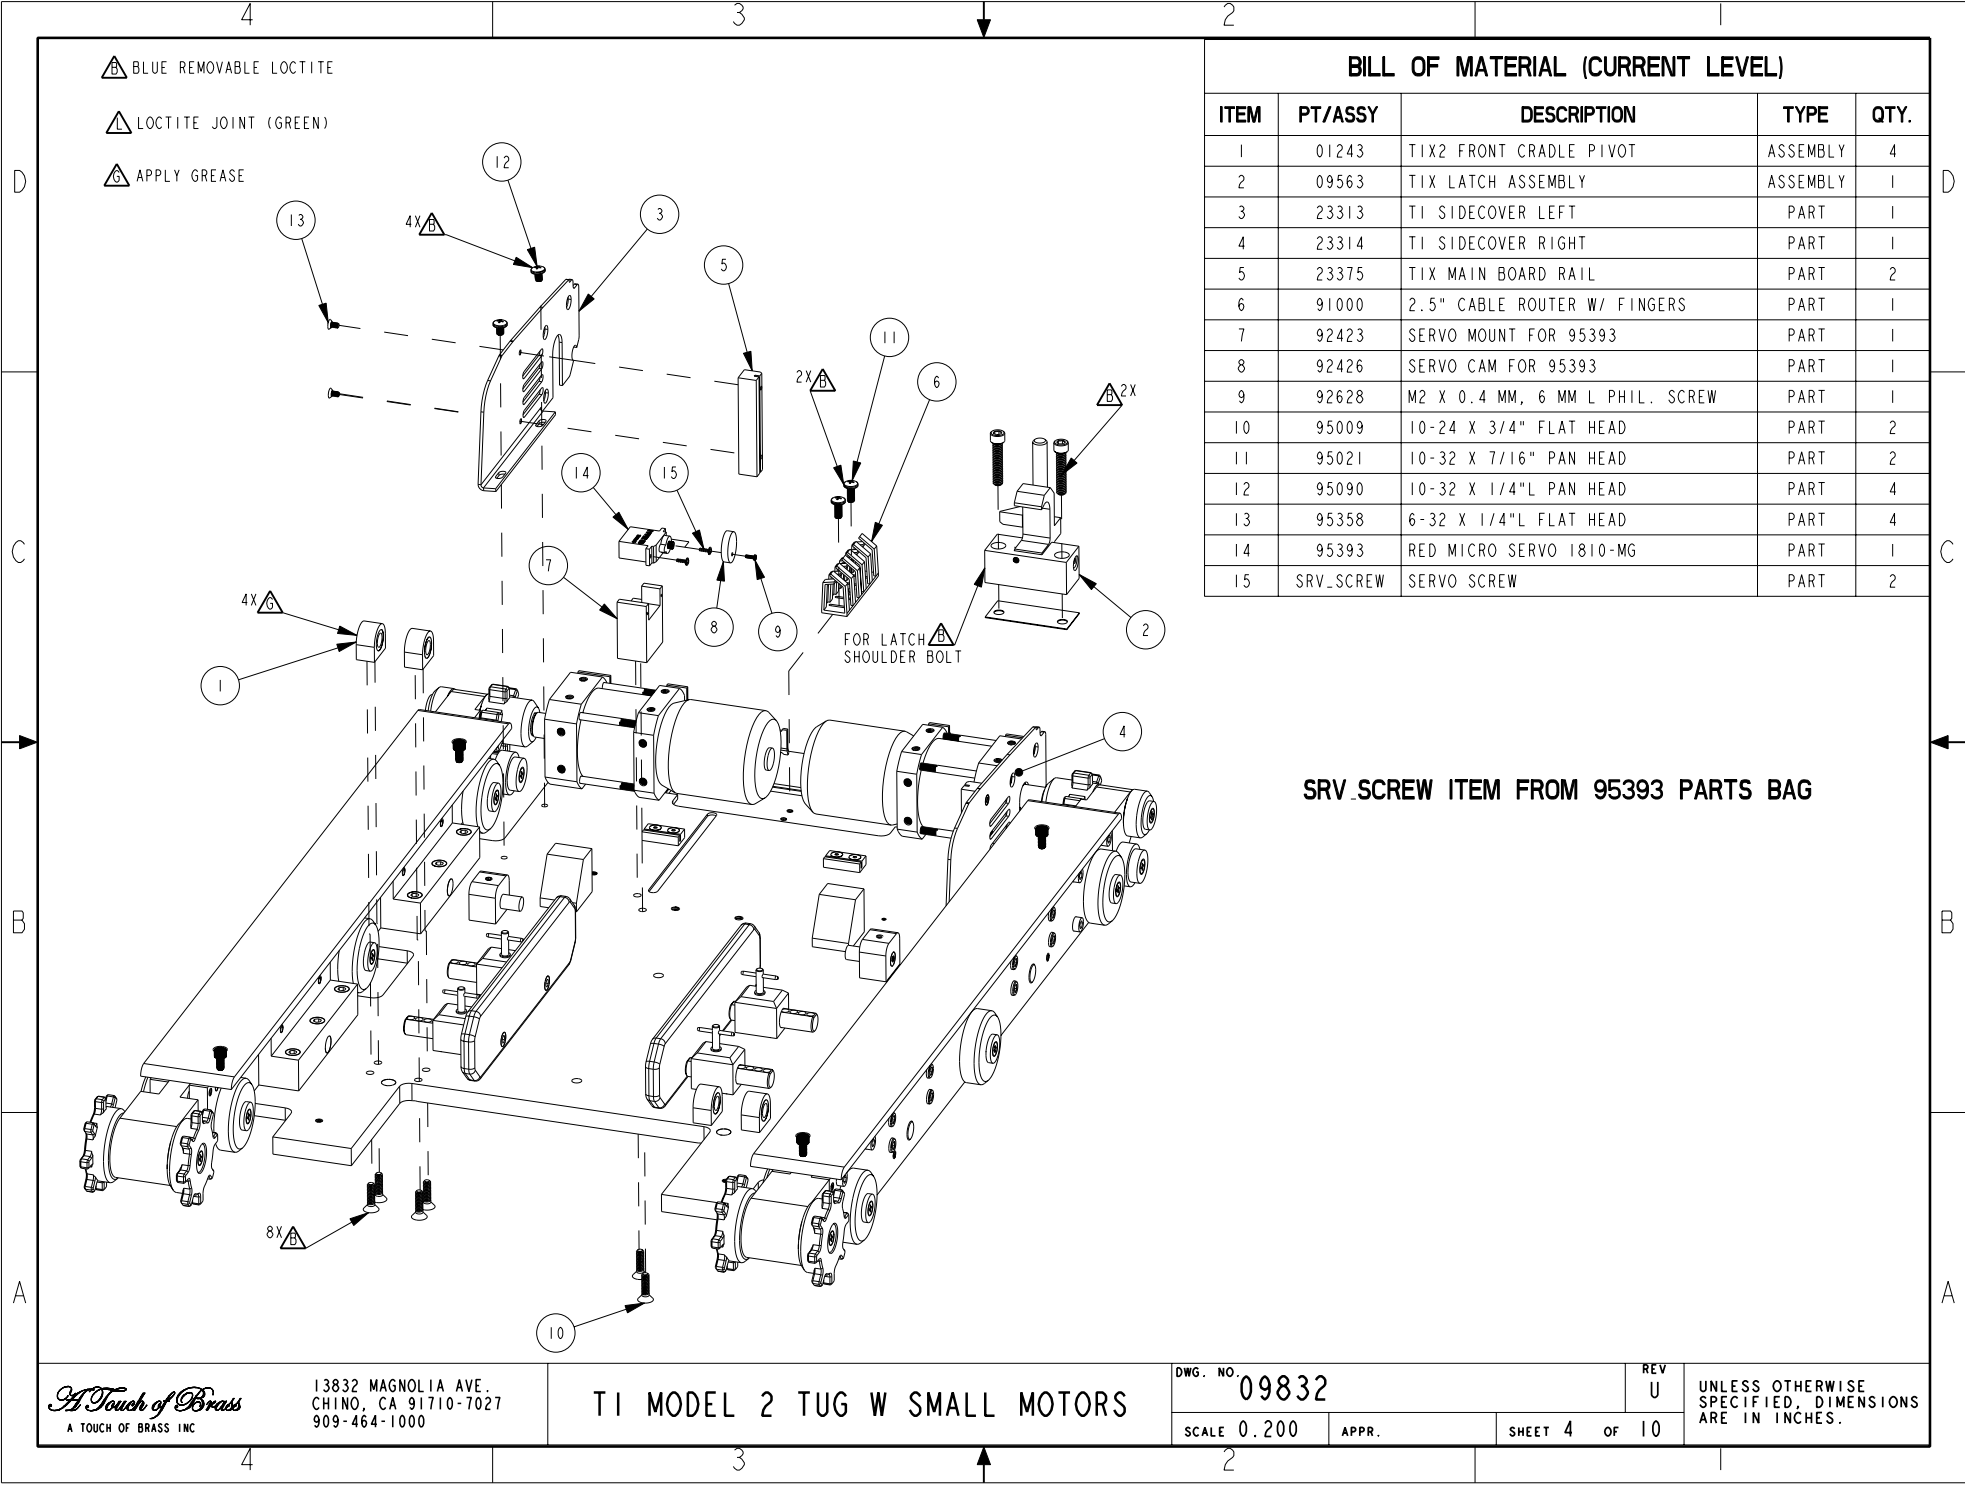 4 3 2 1
B BLUE REMOVABLE LOCTITE
L LOCTITE JOINT (GREEN)
G APPLY GREASE
BILL OF MATERIAL (CURRENT LEVEL)
ITEM PT/ASSY DESCRIPTION TYPE QTY.
1 01243 TIX2 FRONT CRADLE PIVOT ASSEMBLY 4
2 09563 TIX LATCH ASSEMBLY ASSEMBLY 1
3 23313 TI SIDECOVER LEFT PART 1
4 23314 TI SIDECOVER RIGHT PART 1
5 23375 TIX MAIN BOARD RAIL PART 2
6 91000 2.5" CABLE ROUTER W/ FINGERS PART 1
7 92423 SERVO MOUNT FOR 95393 PART 1
8 92426 SERVO CAM FOR 95393 PART 1
9 92628 M2 X 0.4 MM, 6 MM L PHIL. SCREW PART 1
10 95009 10-24 X 3/4" FLAT HEAD PART 2
11 95021 10-32 X 7/16" PAN HEAD PART 2
12 95090 10-32 X 1/4"L PAN HEAD PART 4
13 95358 6-32 X 1/4"L FLAT HEAD PART 4
14 95393 RED MICRO SERVO 1810-MG PART 1
15 SRV_SCREW SERVO SCREW PART 2
D D
12
13
4X B
3
5
11
2X B
6
B 2X
14
15
C C
7
4X G
8
9
FOR LATCH B
SHOULDER BOLT
2
1
4
SRV_SCREW ITEM FROM 95393 PARTS BAG
B B
8X B
A A
10
A Touch of Brass
A TOUCH OF BRASS INC
13832 MAGNOLIA AVE.
CHINO, CA 91710-7027
909-464-1000
TI MODEL 2 TUG W SMALL MOTORS
DWG. NO. 09832
REV
U
SCALE 0.200 APPR. SHEET 4 OF 10
UNLESS OTHERWISE
SPECIFIED, DIMENSIONS
ARE IN INCHES.
4 3 2 1